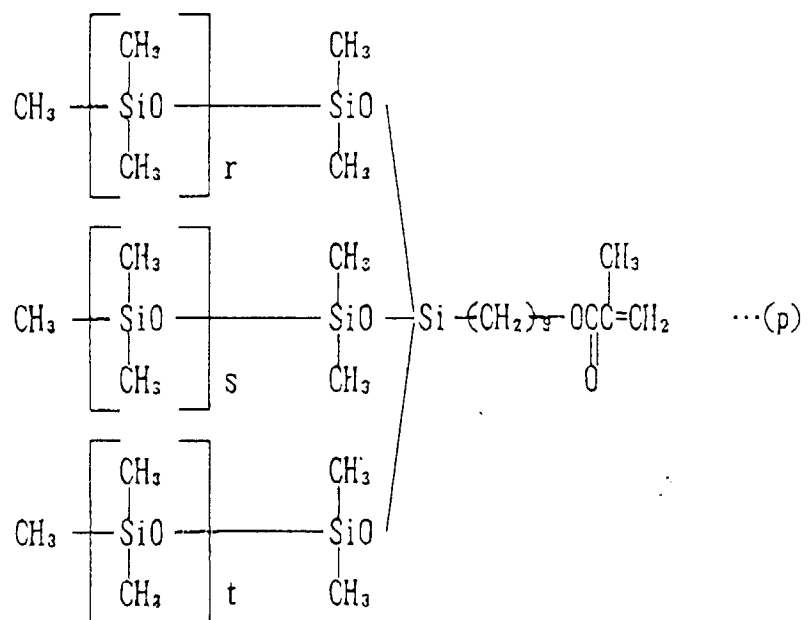 CH₃ CH₃
CH₃ SiO SiO
CH₃ r CH₃
CH₃ CH₃ CH₃
CH₃ SiO SiO Si (CH₂) OCC=CH₂ ···(p)
CH₃ s CH₃ O
CH₃ CH₃
CH₃ SiO SiO
CH₃ t CH₃